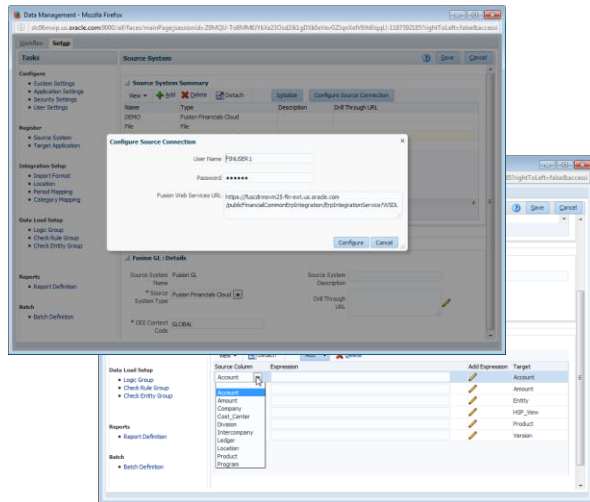 Data Management - Mozilla Firefox
Workflow Setup
Tasks
Source System
Save Cancel
Configure
System Settings
Application Settings
Security Settings
User Settings
Register
Source System
Target Application
Integration Setup
Import Format
Location
Period Mapping
Category Mapping
Data Load Setup
Logic Group
Check Rule Group
Check Entity Group
Reports
Report Definition
Batch
Batch Definition
Source System Summary
View Add Delete Detach Initialize Configure Source Connection
Name Type Description Drill Through URL
DEMO Fusion Financials Cloud
File File
Configure Source Connection
User Name FINUSER1
Password ••••••
Fusion Web Services URL
/publicFinancialCommonErpIntegration/ErpIntegrationService?WSDL
Configure Cancel
Fusion GL : Details
Source System Name Fusion GL
Source System Description
* Source System Type Fusion Financials Cloud
Drill Through URL
* ODI Context Code GLOBAL
Save Cancel
View Detach Add Delete
Data Load Setup
Logic Group
Check Rule Group
Check Entity Group
Reports
Report Definition
Batch
Batch Definition
Source Column Expression Add Expression Target
Account Account
Account
Amount
Company
Cost_Center
Division
Intercompany
Ledger
Location
Product
Program
Amount
Entity
HSP_View
Product
Version